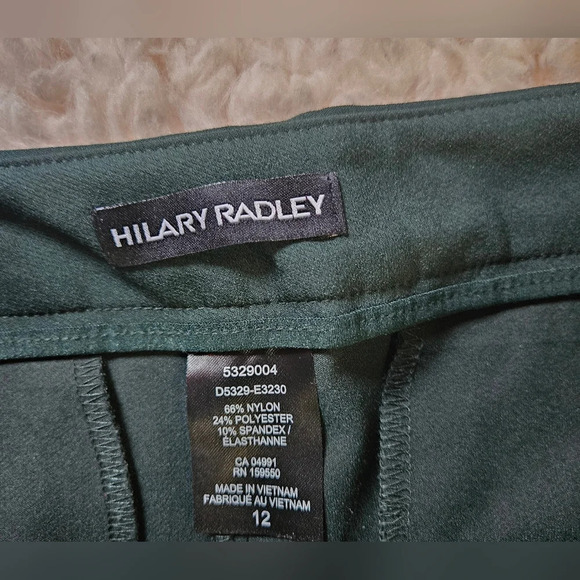 HILARY RADLEY
5329004
D5329-E3230
66% NYLON
24% POLYESTER
10% SPANDEX /
ÉLASTHANNE
CA 04991
RN 159550
MADE IN VIETNAM
FABRIQUÉ AU VIETNAM
12